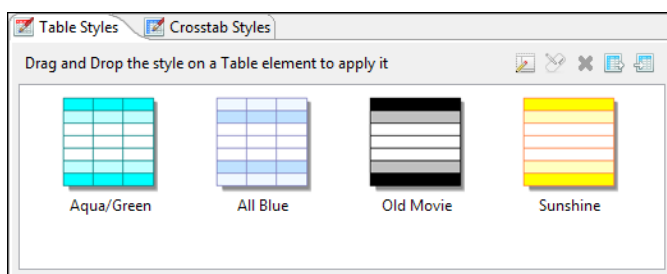 Table Styles Crosstab Styles
Drag and Drop the style on a Table element to apply it
Aqua/Green All Blue Old Movie Sunshine